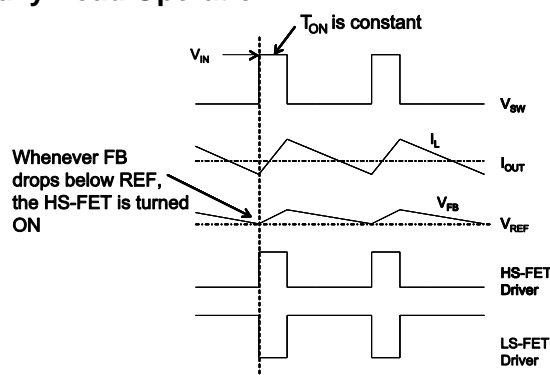 T_ON is constant
V_IN
V_SW
I_L
I_OUT
Whenever FB
drops below REF,
the HS-FET is turned
ON
V_FB
V_REF
HS-FET
Driver
LS-FET
Driver